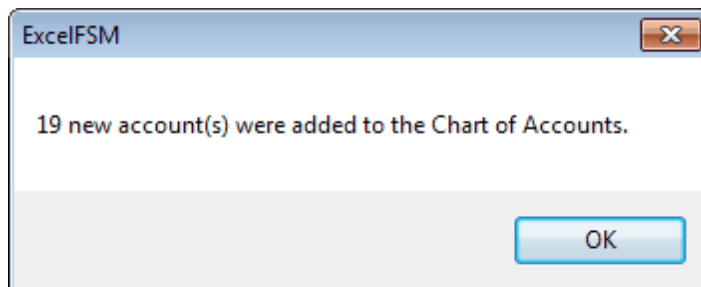 ExcelFSM
19 new account(s) were added to the Chart of Accounts.
OK